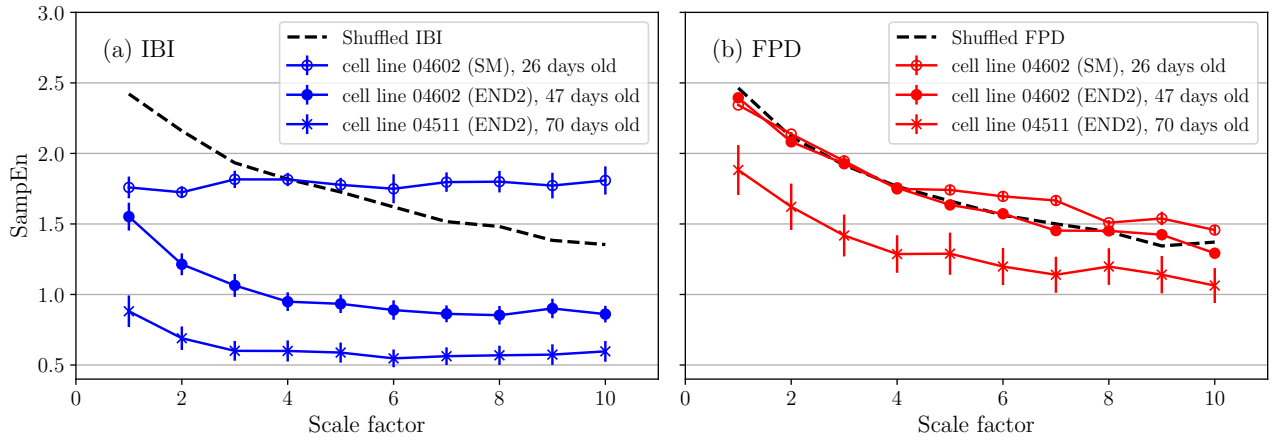 (a) IBI
Shuffled IBI
cell line 04602 (SM), 26 days old
cell line 04602 (END2), 47 days old
cell line 04511 (END2), 70 days old
SampEn
3.0
2.5
2.0
1.5
1.0
0.5
0 2 4 6 8 10
Scale factor
(b) FPD
Shuffled FPD
cell line 04602 (SM), 26 days old
cell line 04602 (END2), 47 days old
cell line 04511 (END2), 70 days old
0 2 4 6 8 10
Scale factor